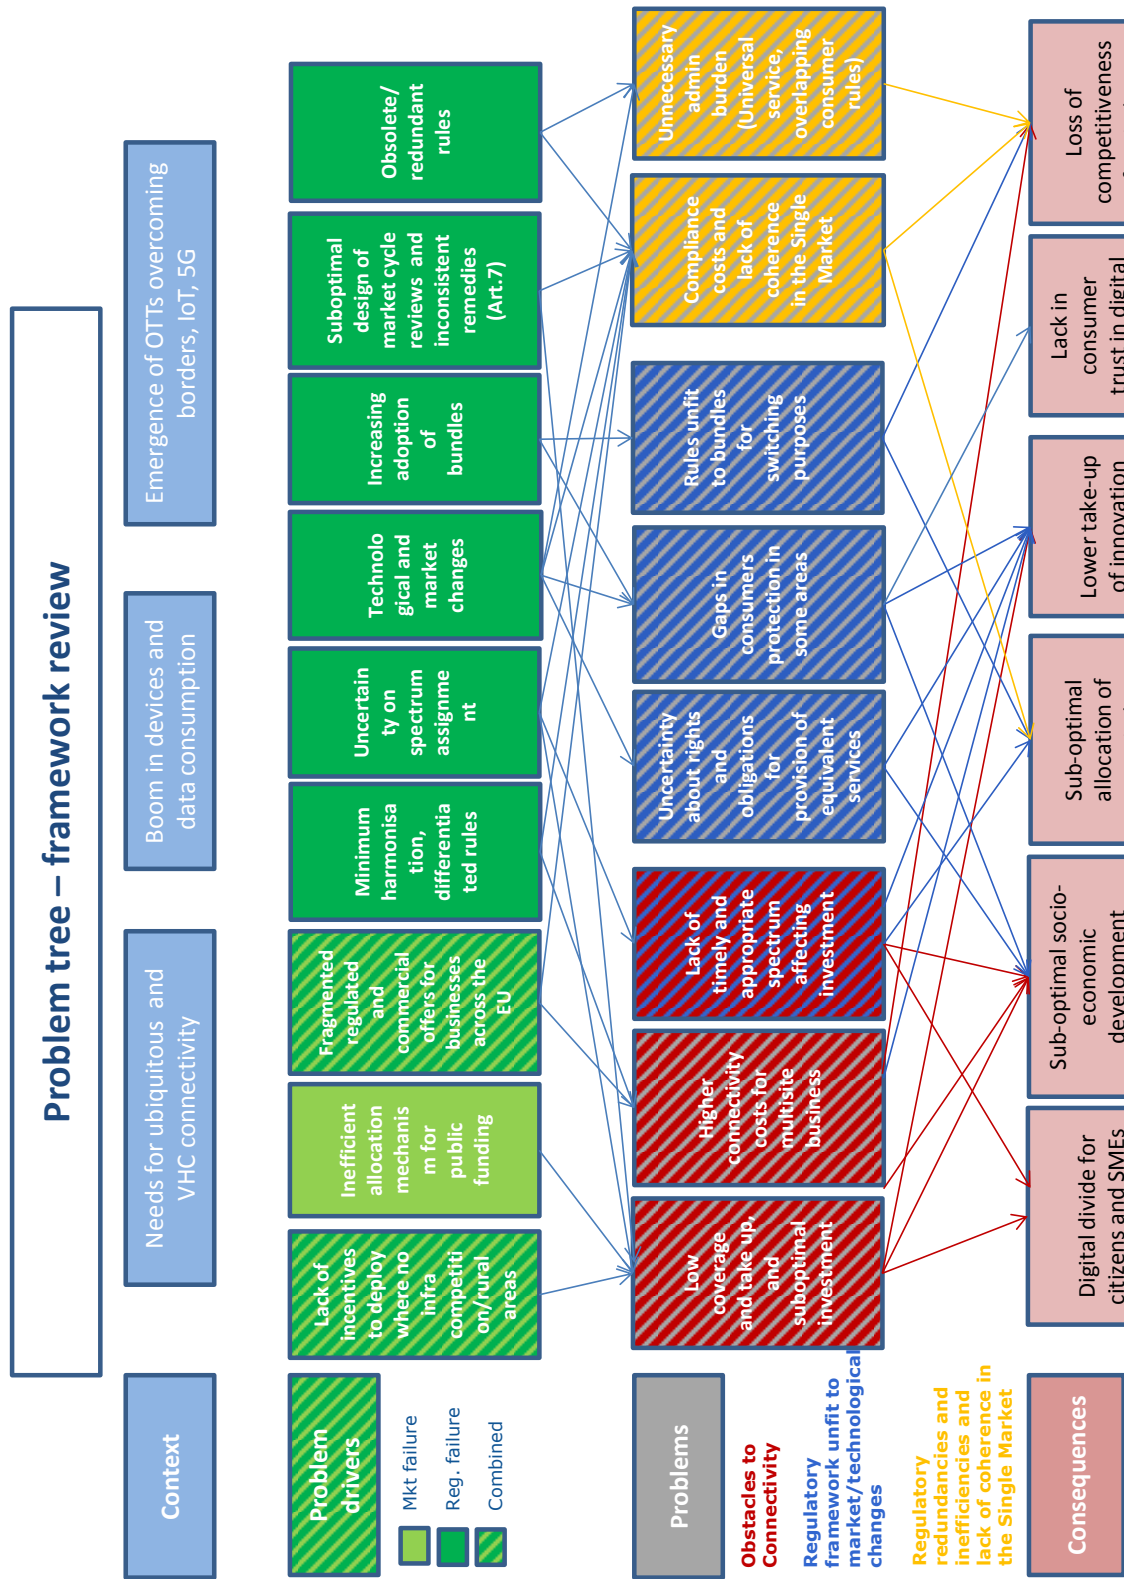 Problem tree – framework review
Context
Needs for ubiquitous and
VHC connectivity
Boom in devices and
data consumption
Emergence of OTTs overcoming
borders, IoT, 5G
Problem
drivers
Mkt failure
Reg. failure
Combined
Lack of
incentives
to deploy
where no
infra
competiti
on/rural
areas
Inefficient
allocation
mechanis
m for
public
funding
Fragmented
regulated
and
commercial
offers for
businesses
across the
EU
Minimum
harmonisa
tion,
differentia
ted rules
Uncertain
ty on
spectrum
assignme
nt
Technolo
gical and
market
changes
Increasing
adoption
of
bundles
Suboptimal
design of
market cycle
reviews and
inconsistent
remedies
(Art.7)
Obsolete/
redundant
rules
Problems
Obstacles to
Connectivity
Regulatory
framework unfit to
market/technological
changes
Regulatory
redundancies and
inefficiencies and
lack of coherence in
the Single Market
Low
coverage
and take up,
and
suboptimal
investment
Higher
connectivity
costs for
multisite
business
Lack of
timely and
appropriate
spectrum
affecting
investment
Uncertainty
about rights
and
obligations
for
provision of
equivalent
services
Gaps in
consumers
protection in
some areas
Rules unfit
to bundles
for
switching
purposes
Compliance
costs and
lack of
coherence
in the Single
Market
Unnecessary
admin
burden
(Universal
service,
overlapping
consumer
rules)
Consequences
Digital divide for
citizens and SMEs
Sub-optimal socio-
economic
development
Sub-optimal
allocation of
Lower take-up
of innovation
Lack in
consumer
trust in digital
Loss of
competitiveness